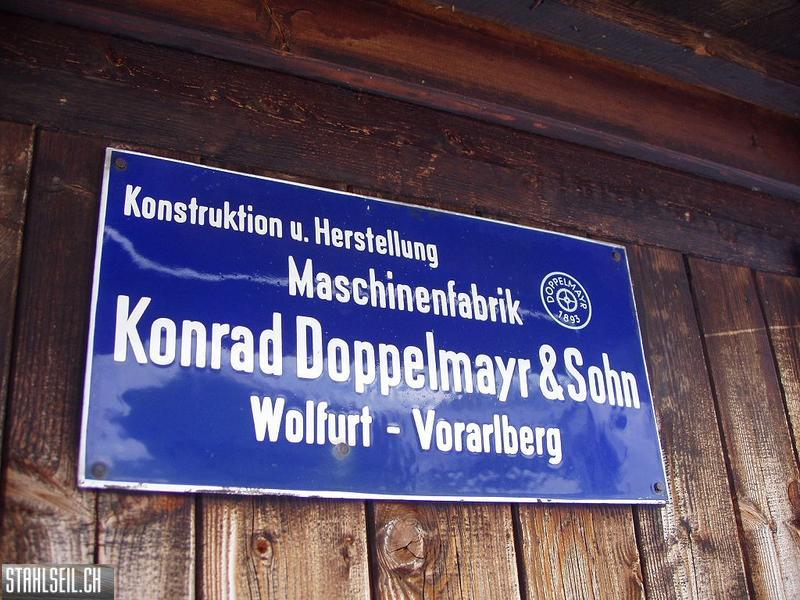 Konstruktion u. Herstellung
Maschinenfabrik
DOPPELMAYR
1893
Konrad Doppelmayr & Sohn
Wolfurt - Vorarlberg
STAHLSEIL.CH